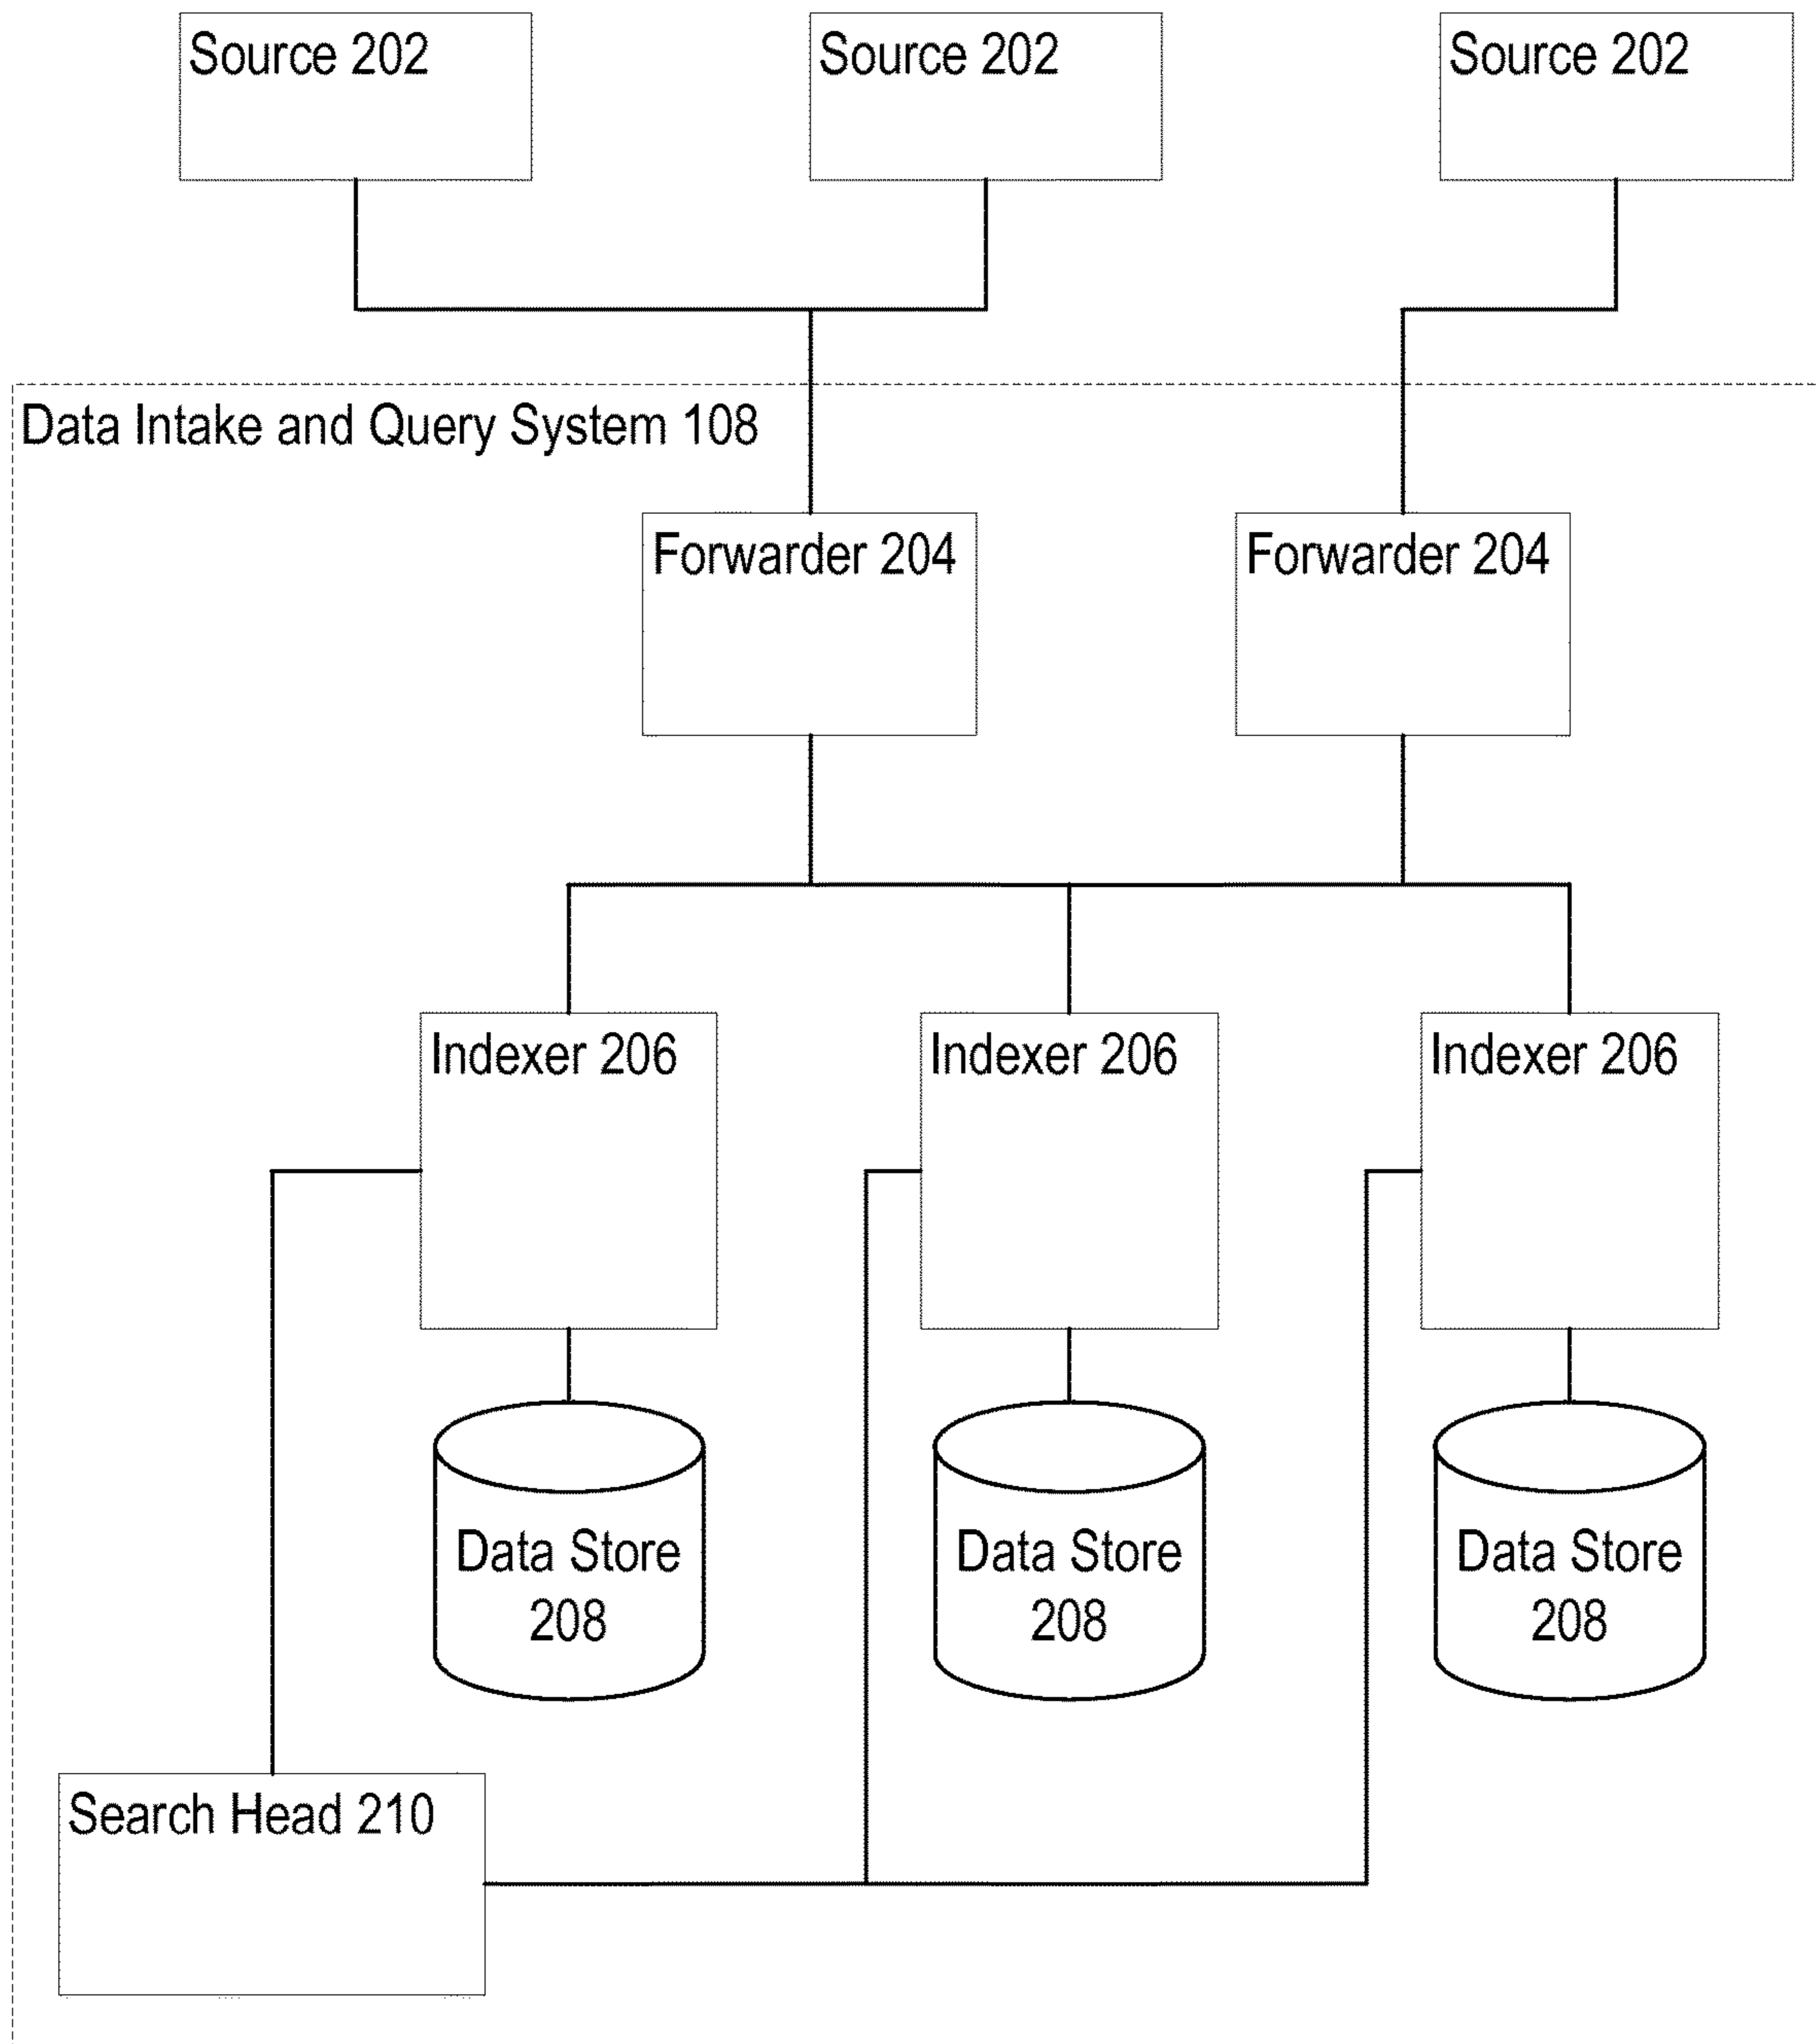 Source 202
Source 202
Source 202
Data Intake and Query System 108
Forwarder 204
Forwarder 204
Indexer 206
Indexer 206
Indexer 206
Data Store
208
Data Store
208
Data Store
208
Search Head 210